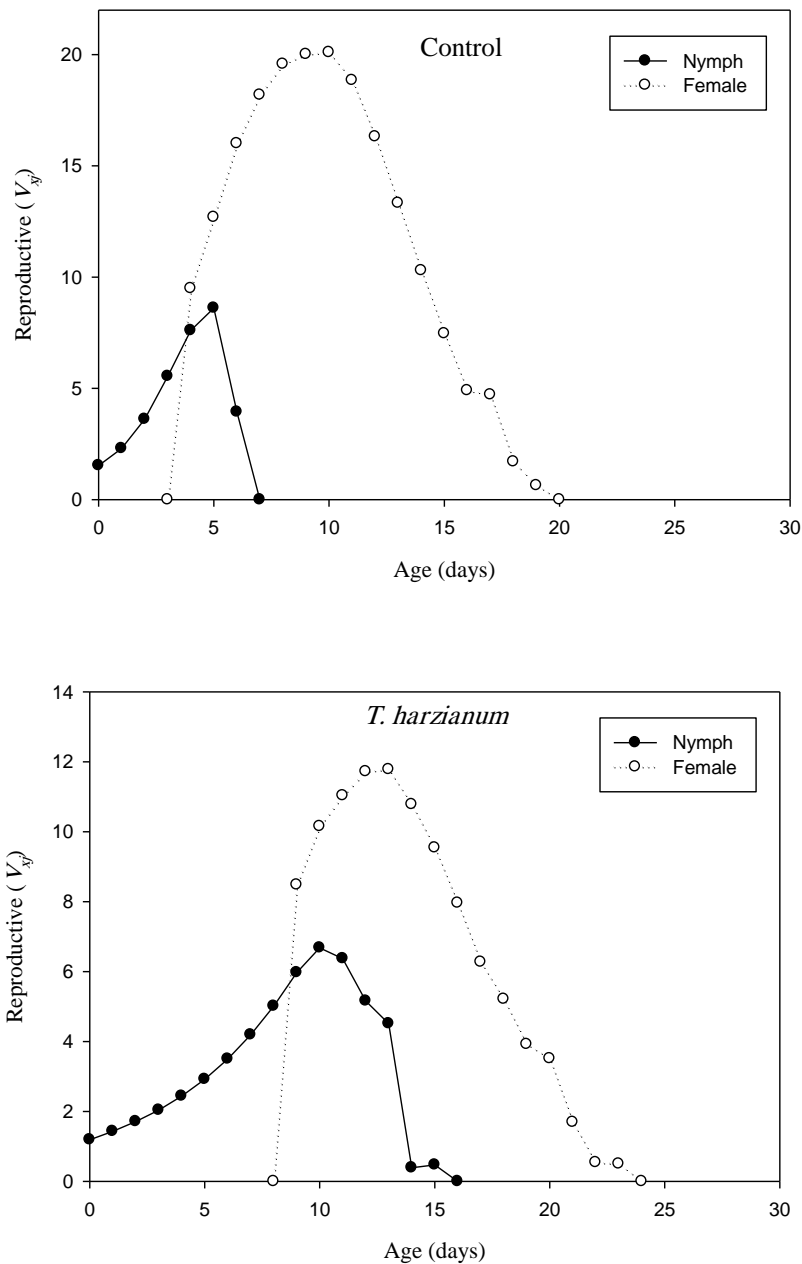 Control
Nymph
Female
Reproductive ( Vxj)
20
15
10
5
0
0 5 10 15 20 25 30
Age (days)
T. harzianum
Nymph
Female
Reproductive ( Vxj)
14
12
10
8
6
4
2
0
0 5 10 15 20 25 30
Age (days)